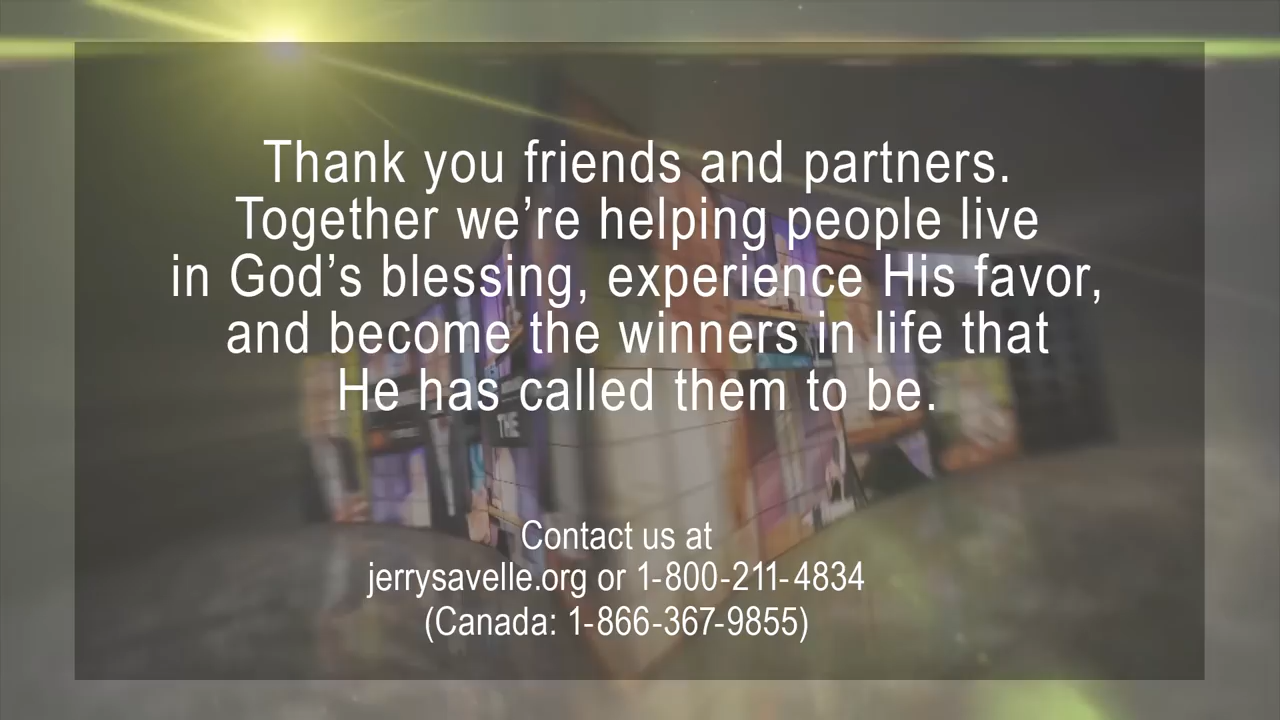 Thank you friends and partners.
Together we’re helping people live
in God’s blessing, experience His favor,
and become the winners in life that
He has called them to be.
THE
Contact us at
jerrysavelle.org or 1-800-211-4834
(Canada: 1-866-367-9855)